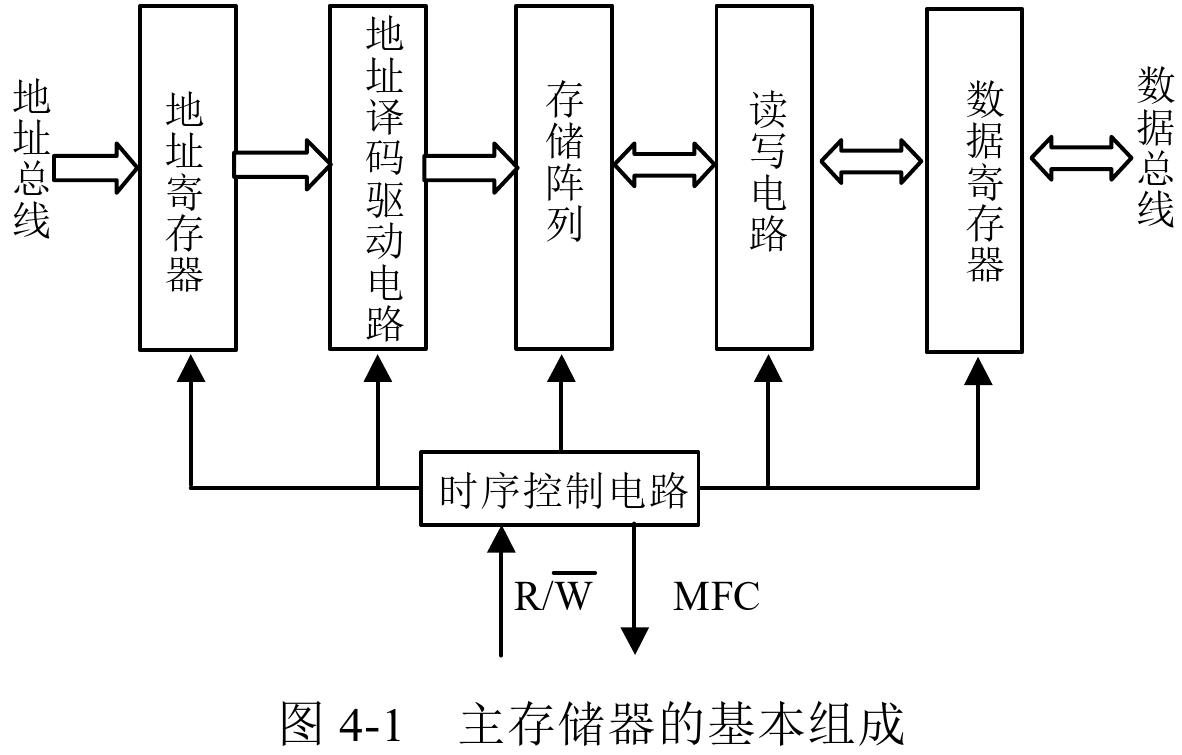 地址总线
地址寄存器
地址译码驱动电路
存储阵列
读写电路
数据寄存器
数据总线
时序控制电路
R/W̅
MFC
图 4-1 主存储器的基本组成